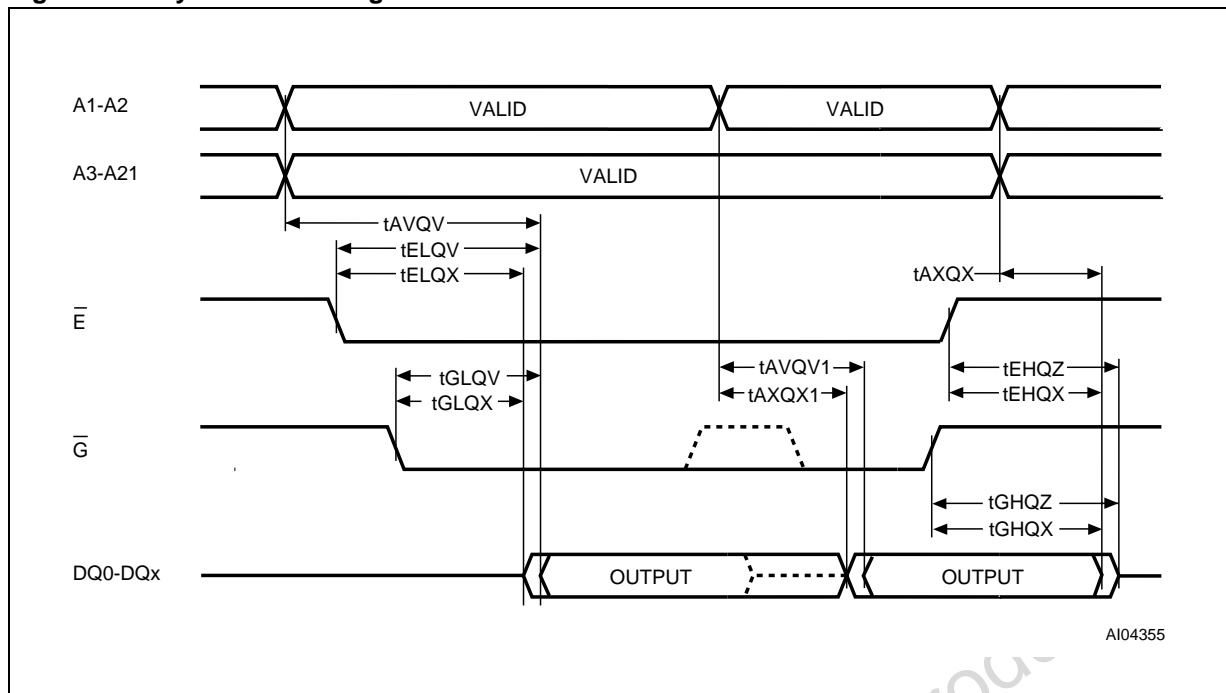 A1-A2
VALID
VALID
A3-A21
VALID
tAVQV
tELQV
tELQX
tAXQX
E
tAVQV1
tEHQZ
tGLQV
tAXQX1
tEHQX
tGLQX
G
tGHQZ
tGHQX
DQ0-DQx
OUTPUT
OUTPUT
AI04355